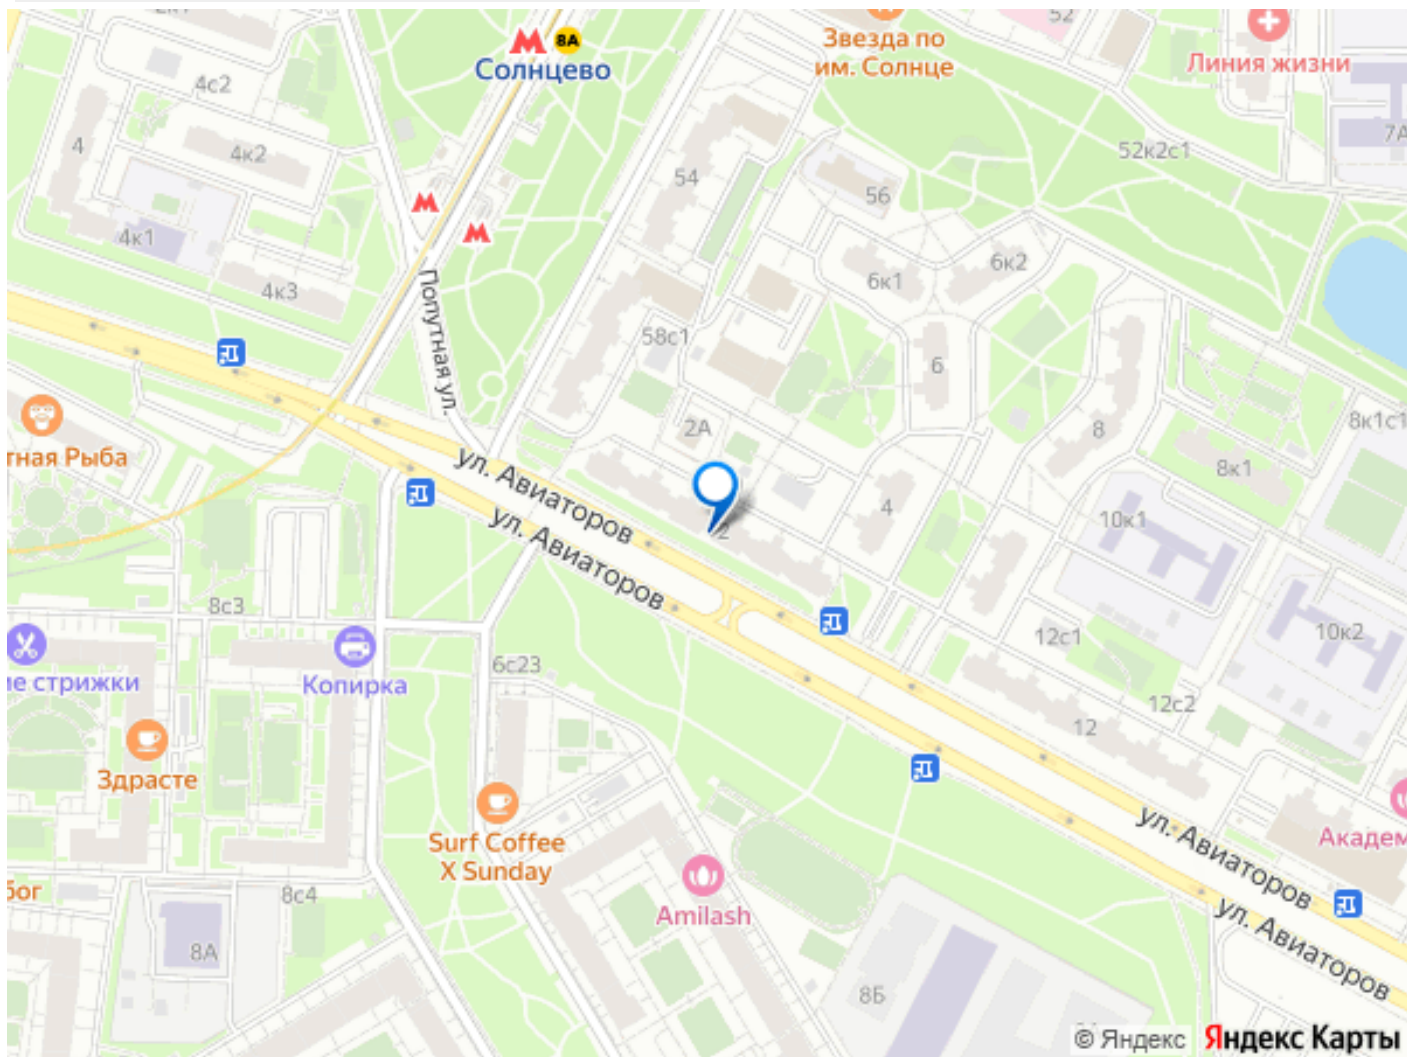 52
Звезда по
им. Солнце
Линия жизни
8А
Солнцево
4с2
7А
4
4к2
52к2с1
54
56
4к1
6к2
6к1
4к3
Попутная ул.
58с1
6
8к1с1
2А
8
тная Рыба
ул. Авиаторов
8к1
4
10к1
ул. Авиаторов
2
8с3
12с1
10к2
6с23
ие стрижки
Копирка
12с2
12
Здрасте
ул. Авиаторов
Surf Coffee
X Sunday
Академ
бог
8с4
Amilash
ул. Авиаторов
8А
8Б
© Яндекс
Яндекс Карты